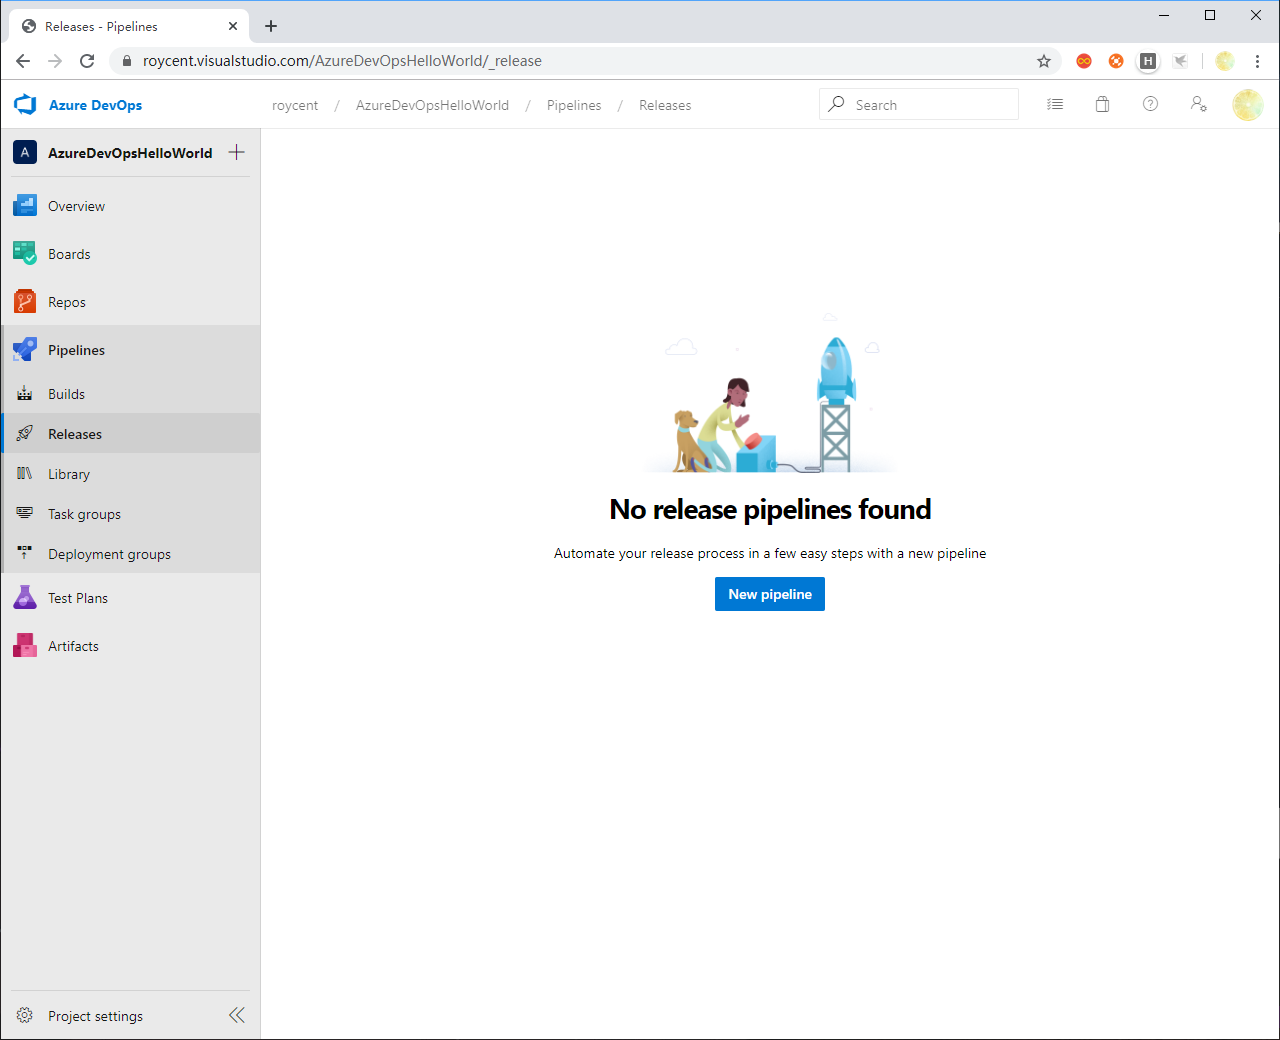 Releases - Pipelines
roycent.visualstudio.com/AzureDevOpsHelloWorld/_release
H
Azure DevOps
roycent / AzureDevOpsHelloWorld / Pipelines / Releases
Search
A AzureDevOpsHelloWorld
Overview
Boards
Repos
Pipelines
Builds
Releases
Library
Task groups
Deployment groups
Test Plans
Artifacts
No release pipelines found
Automate your release process in a few easy steps with a new pipeline
New pipeline
Project settings